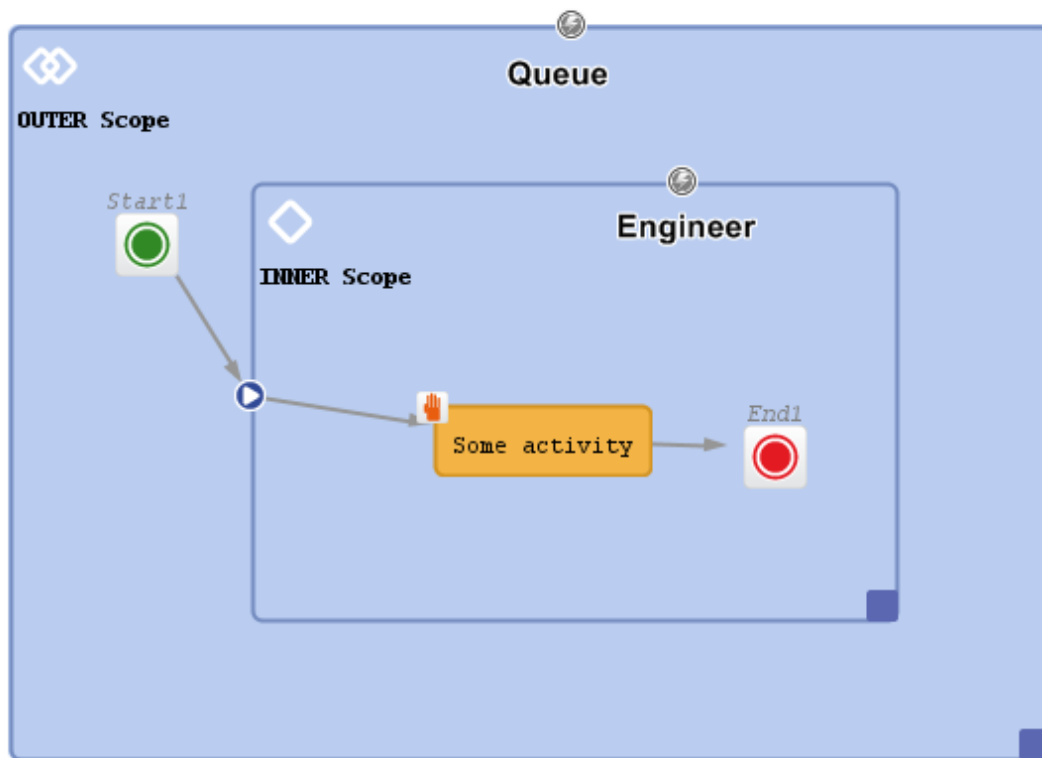 Queue
OUTER Scope
Start1
Engineer
INNER Scope
Some activity
End1